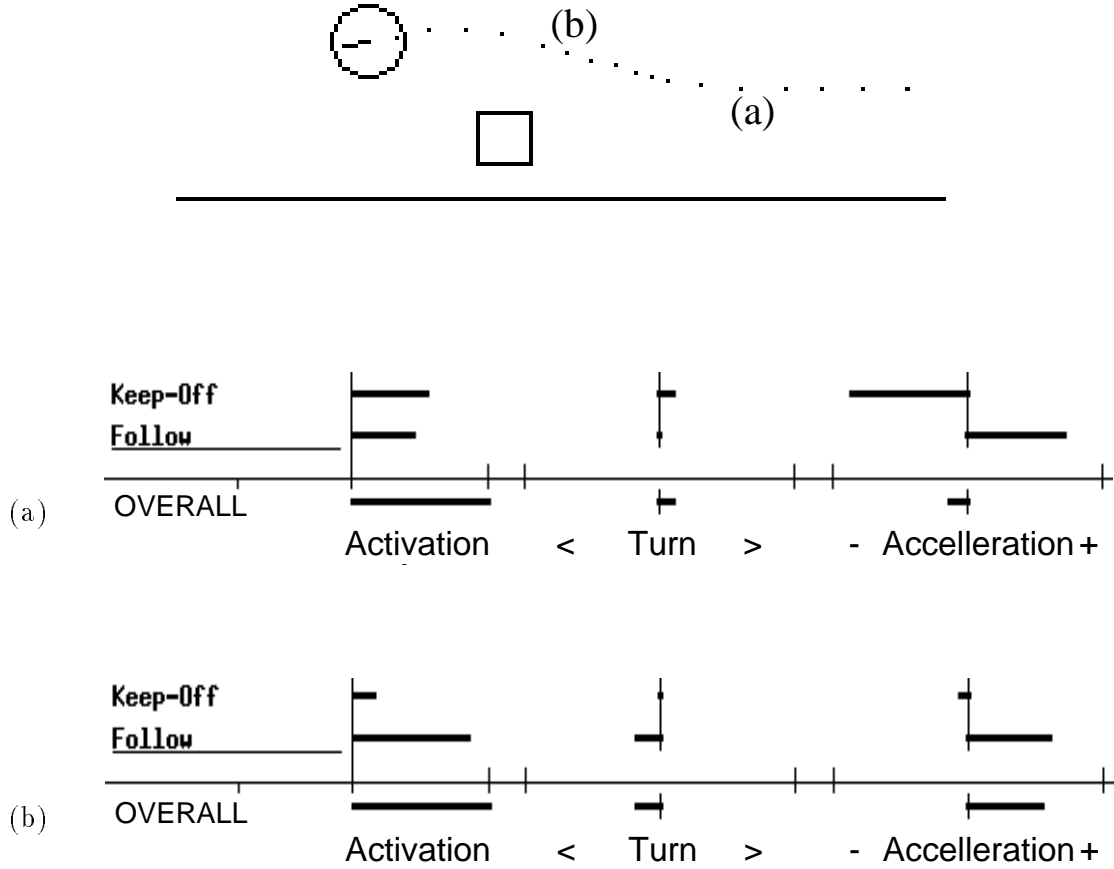 (b)
(a)
Keep-Off
Follow
(a) OVERALL
Activation < Turn > - Accelleration +
Keep-Off
Follow
(b) OVERALL
Activation < Turn > - Accelleration +